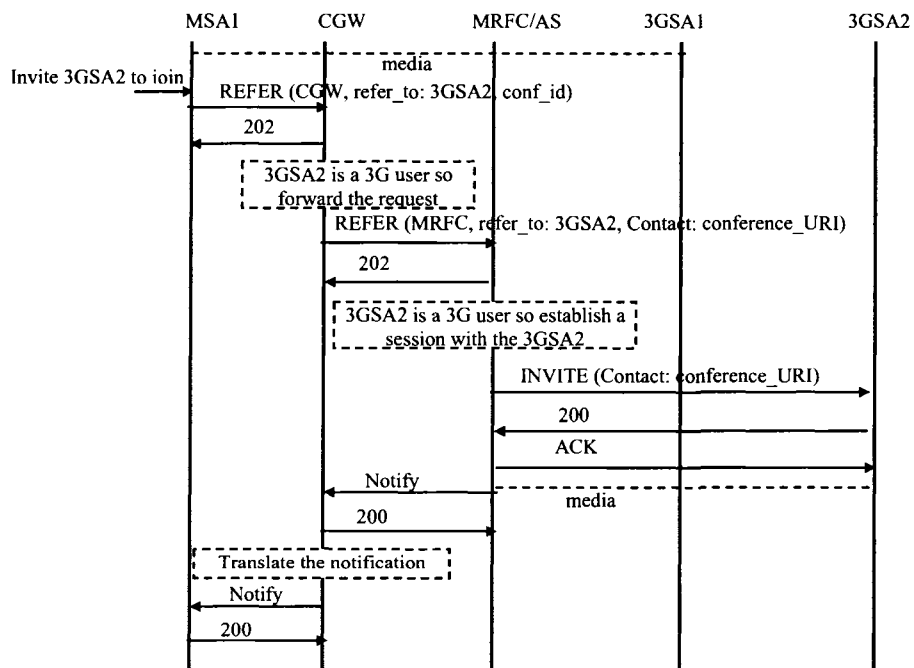 MSA1 CGW MRFC/AS 3GSA1 3GSA2
media
Invite 3GSA2 to join
REFER (CGW, refer_to: 3GSA2, conf_id)
202
3GSA2 is a 3G user so
forward the request
REFER (MRFC, refer_to: 3GSA2, Contact: conference_URI)
202
3GSA2 is a 3G user so establish a
session with the 3GSA2
INVITE (Contact: conference_URI)
200
ACK
Notify
media
200
Translate the notification
Notify
200